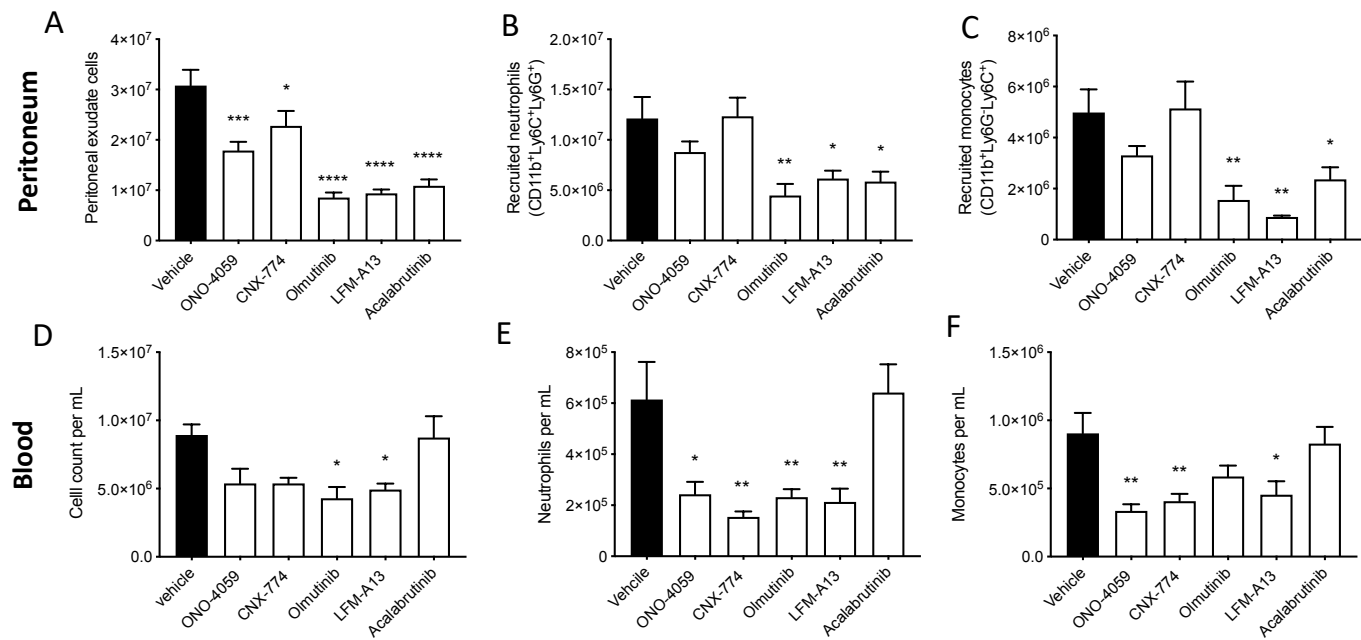 Peritoneum
A
Peritoneal exudate cells
4×10⁷
3×10⁷
2×10⁷
1×10⁷
0
***
*
****
****
****
Vehicle
ONO-4059
CNX-774
Olmutinib
LFM-A13
Acalabrutinib
B
Recruited neutrophils
(CD11b⁺Ly6C⁺Ly6G⁺)
2.0×10⁷
1.5×10⁷
1.0×10⁷
5.0×10⁶
0.0
**
*
*
Vehicle
ONO-4059
CNX-774
Olmutinib
LFM-A13
Acalabrutinib
C
Recruited monocytes
(CD11b⁺Ly6G⁻Ly6C⁺)
8×10⁶
6×10⁶
4×10⁶
2×10⁶
0
**
**
*
Vehicle
ONO-4059
CNX-774
Olmutinib
LFM-A13
Acalabrutinib
Blood
D
Celll count per mL
1.5×10⁷
1.0×10⁷
5.0×10⁶
0.0
*
*
vehicle
ONO-4059
CNX-774
Olmutinib
LFM-A13
Acalabrutinib
E
Neutrophils per mL
8×10⁵
6×10⁵
4×10⁵
2×10⁵
0
*
**
**
**
Vehcile
ONO-4059
CNX-774
Olmutinib
LFM-A13
Acalabrutinib
F
Monocytes per mL
1.5×10⁶
1.0×10⁶
5.0×10⁵
0.0
**
**
*
Vehicle
ONO-4059
CNX-774
Olmutinib
LFM-A13
Acalabrutinib